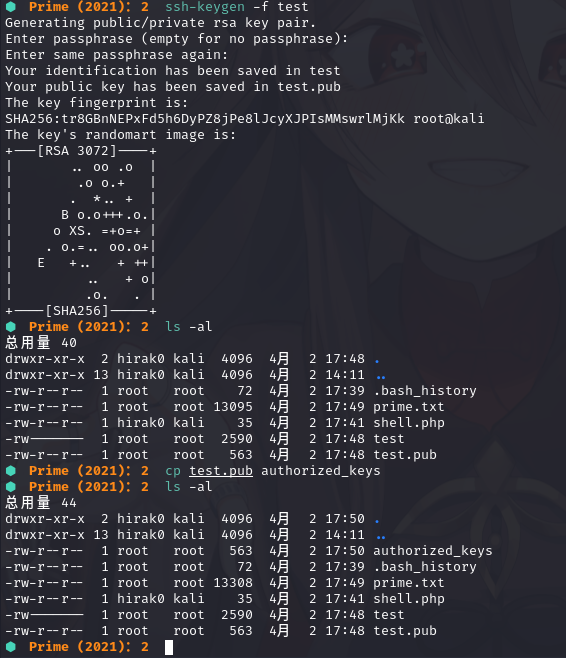 ⬢ Prime (2021): 2 ssh-keygen -f test
Generating public/private rsa key pair.
Enter passphrase (empty for no passphrase):
Enter same passphrase again:
Your identification has been saved in test
Your public key has been saved in test.pub
The key fingerprint is:
SHA256:tr8GBnNEPxFd5h6DyPZ8jPe8lJcyXJPIsMMswrlMjKk root@kali
The key's randomart image is:
+---[RSA 3072]----+
|       .. oo .o  |
|        .o o.+   |
|       .  *.. +  |
|      B o.o+++.o.|
|     o XS. =+o=+ |
|    . o.=.. oo.o+|
|   E   +..   + ++|
|         ..   + o|
|         .o.   . |
+----[SHA256]-----+
⬢ Prime (2021): 2 ls -al
总用量 40
drwxr-xr-x  2 hirak0 kali  4096  4月  2 17:48 .
drwxr-xr-x 13 hirak0 kali  4096  4月  2 14:11 ..
-rw-r--r--  1 root   root    72  4月  2 17:39 .bash_history
-rw-r--r--  1 root   root 13095  4月  2 17:49 prime.txt
-rw-r--r--  1 hirak0 kali    35  4月  2 17:41 shell.php
-rw-------  1 root   root  2590  4月  2 17:48 test
-rw-r--r--  1 root   root   563  4月  2 17:48 test.pub
⬢ Prime (2021): 2 cp test.pub authorized_keys
⬢ Prime (2021): 2 ls -al
总用量 44
drwxr-xr-x  2 hirak0 kali  4096  4月  2 17:50 .
drwxr-xr-x 13 hirak0 kali  4096  4月  2 14:11 ..
-rw-r--r--  1 root   root   563  4月  2 17:50 authorized_keys
-rw-r--r--  1 root   root    72  4月  2 17:39 .bash_history
-rw-r--r--  1 root   root 13308  4月  2 17:49 prime.txt
-rw-r--r--  1 hirak0 kali    35  4月  2 17:41 shell.php
-rw-------  1 root   root  2590  4月  2 17:48 test
-rw-r--r--  1 root   root   563  4月  2 17:48 test.pub
⬢ Prime (2021): 2